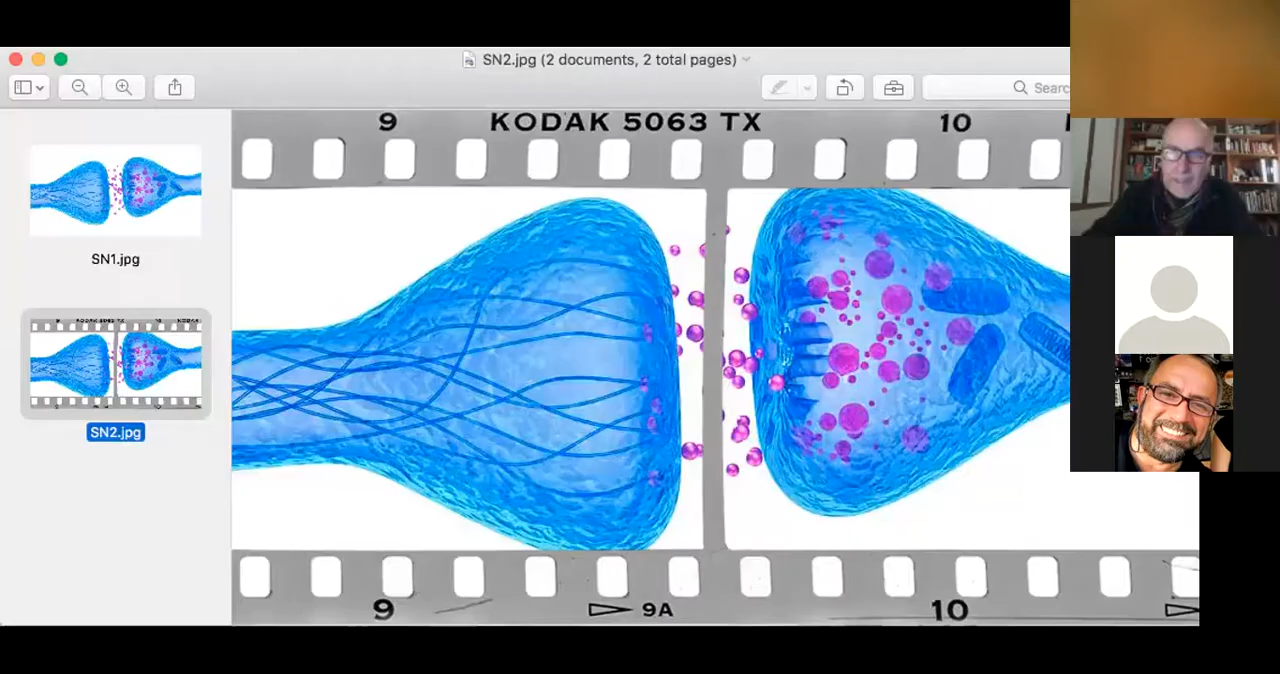 SN2.jpg (2 documents, 2 total pages)
Searc
SN1.jpg
SN2.jpg
9 KODAK 5063 TX 10
9 9A 10